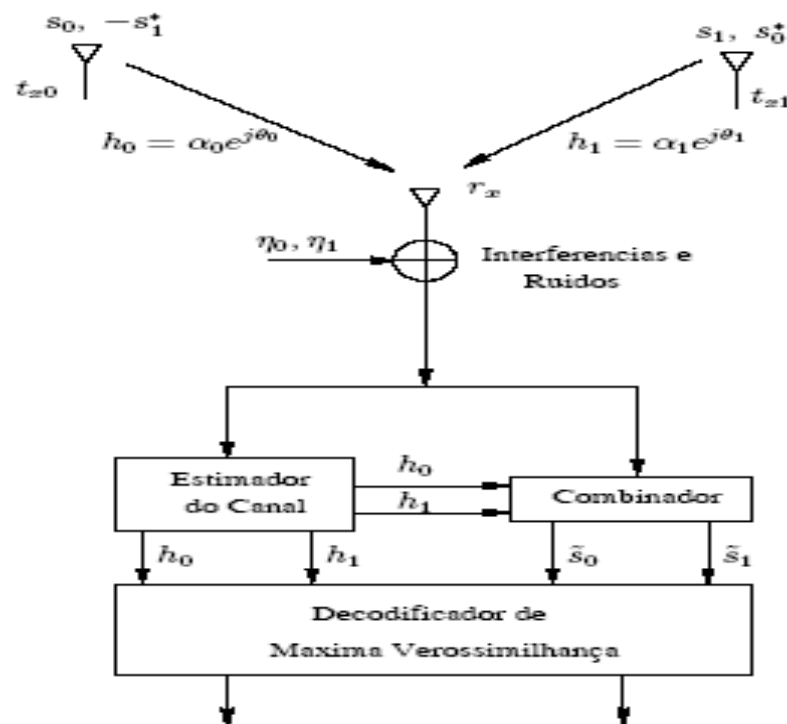 s₀, −s₁*
s₁, s₀*
tₓ₀
tₓ₁
h₀ = α₀e^{jθ₀}
h₁ = α₁e^{jθ₁}
rₓ
η₀, η₁
Interferencias e
Ruidos
Estimador
do Canal
h₀
h₁
Combinador
h₀
h₁
s̃₀
s̃₁
Decodificador de
Maxima Verossimilhança